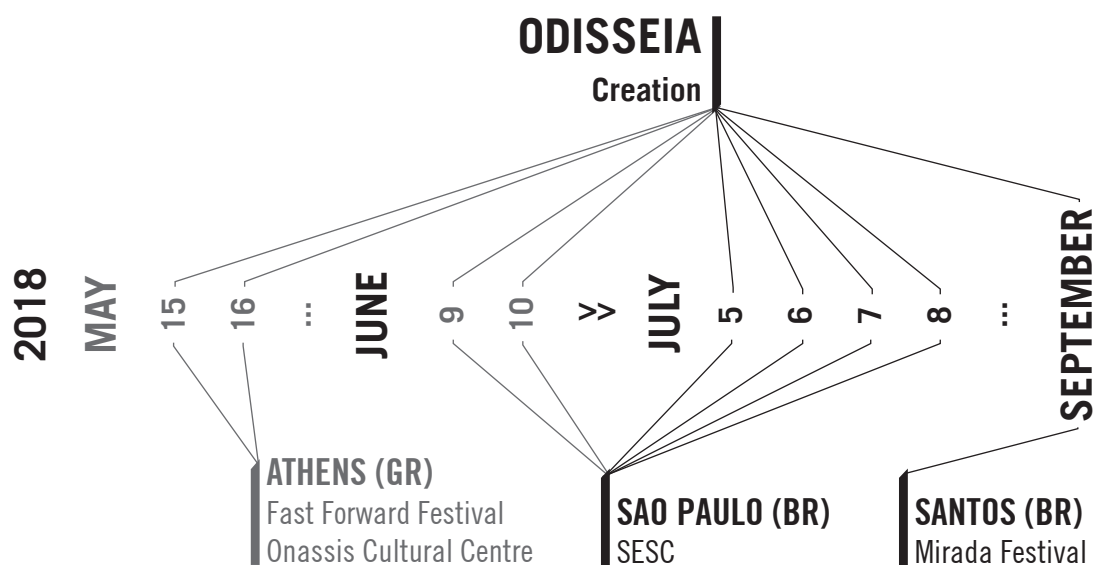 ODISSEIA
Creation
2018 MAY 15 16 ... JUNE 9 10 >> JULY 5 6 7 8 ... SEPTEMBER
ATHENS (GR)
Fast Forward Festival
Onassis Cultural Centre
SAO PAULO (BR)
SESC
SANTOS (BR)
Mirada Festival